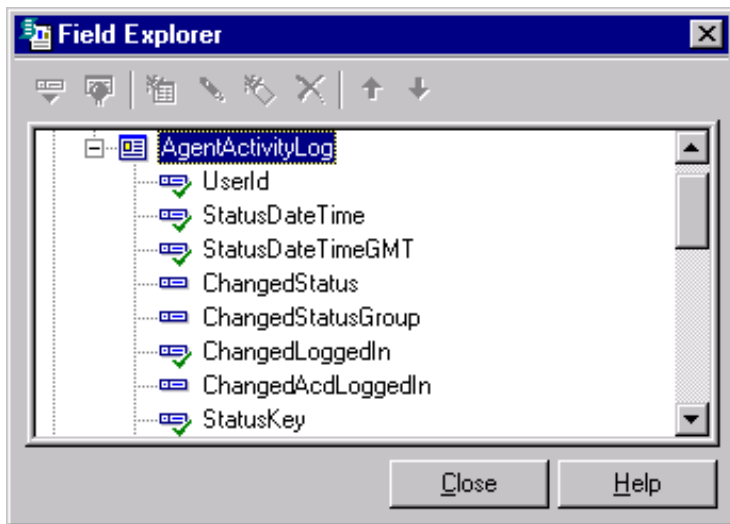 Field Explorer
AgentActivityLog
UserId
StatusDateTime
StatusDateTimeGMT
ChangedStatus
ChangedStatusGroup
ChangedLoggedIn
ChangedAcdLoggedIn
StatusKey
Close Help